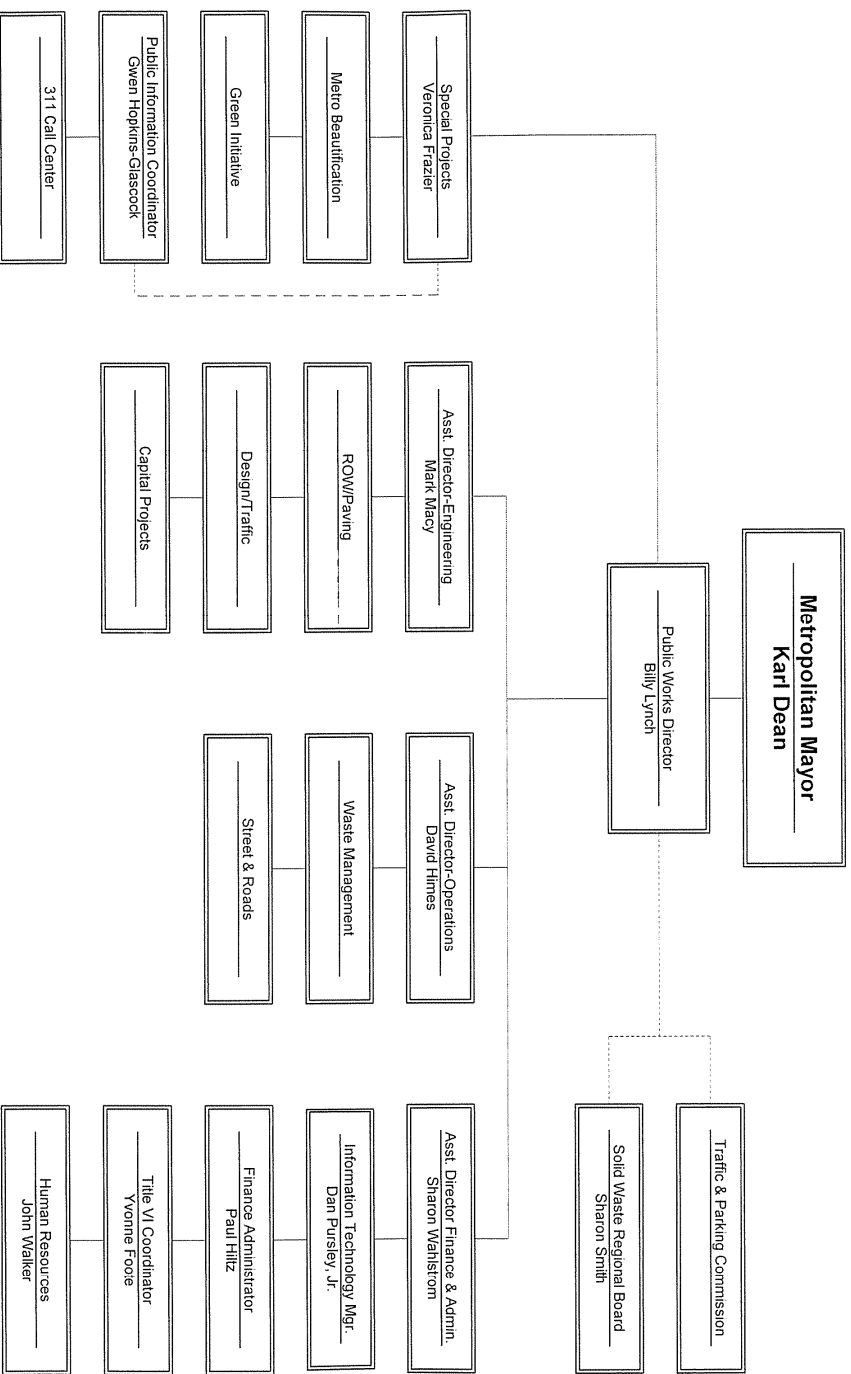 Metropolitan Mayor
Karl Dean
Public Works Director
Billy Lynch
Traffic & Parking Commission
Solid Waste Regional Board
Sharon Smith
Special Projects
Veronica Frazier
Metro Beautification
Green Initiative
Public Information Coordinator
Gwen Hopkins-Glascock
311 Call Center
Asst. Director-Engineering
Mark Macy
ROW/Paving
Design/Traffic
Capital Projects
Asst. Director-Operations
David Himes
Waste Management
Street & Roads
Asst. Director Finance & Admin.
Sharon Wahlstrom
Information Technology Mgr.
Dan Pursley, Jr.
Finance Administrator
Paul Hiltz
Title VI Coordinator
Yvonne Foote
Human Resources
John Walker